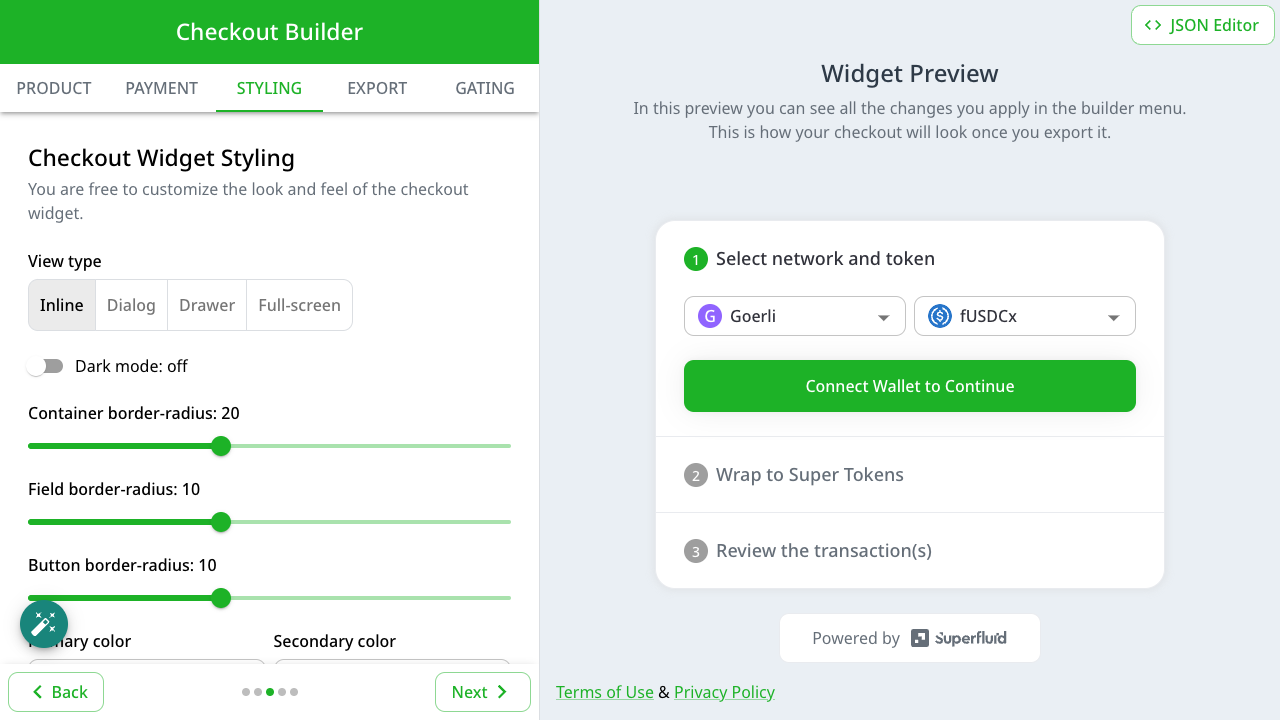 Checkout Builder
JSON Editor
PRODUCT PAYMENT STYLING EXPORT GATING
Checkout Widget Styling
You are free to customize the look and feel of the checkout
widget.
View type
Inline Dialog Drawer Full-screen
Dark mode: off
Container border-radius: 20
Field border-radius: 10
Button border-radius: 10
Secondary color
Back
Next
Widget Preview
In this preview you can see all the changes you apply in the builder menu.
This is how your checkout will look once you export it.
1 Select network and token
G Goerli
fUSDCx
Connect Wallet to Continue
2 Wrap to Super Tokens
3 Review the transaction(s)
Powered by Superfluid
Terms of Use & Privacy Policy